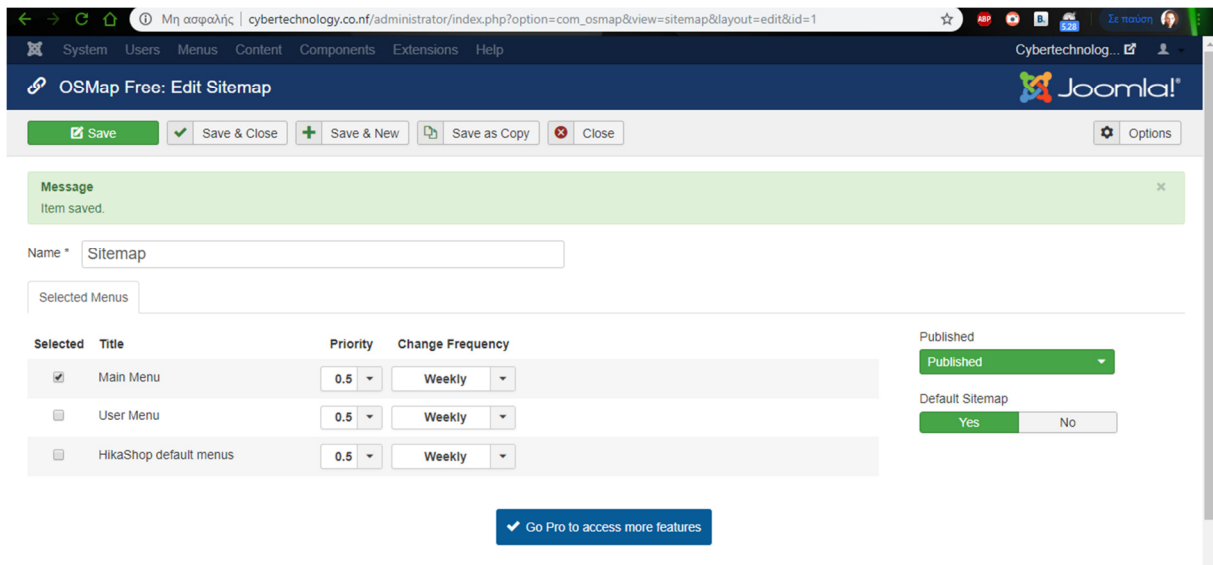 Μη ασφαλής | cybertechnology.co.nf/administrator/index.php?option=com_osmap&view=sitemap&layout=edit&id=1 ABP B. 5.28 Σε παύση
System Users Menus Content Components Extensions Help Cybertechnolog...
OSMap Free: Edit Sitemap Joomla!®
Save Save & Close Save & New Save as Copy Close Options
Message
Item saved.
Name * Sitemap
Selected Menus
Selected Title Priority Change Frequency
Main Menu 0.5 Weekly
User Menu 0.5 Weekly
HikaShop default menus 0.5 Weekly
Published
Published
Default Sitemap
Yes No
Go Pro to access more features